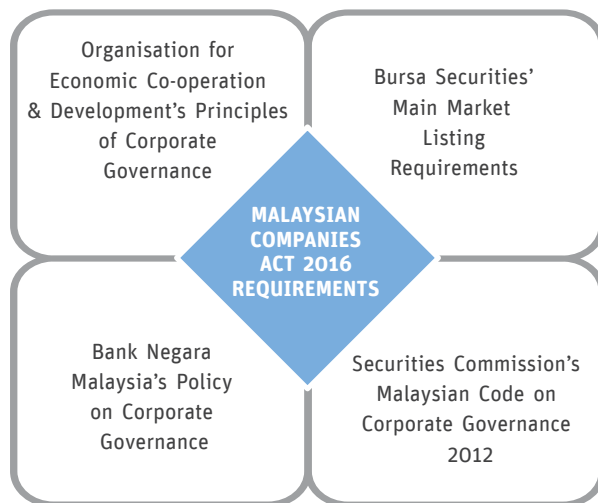 Organisation for
Economic Co-operation
& Development's Principles
of Corporate
Governance
Bursa Securities'
Main Market
Listing
Requirements
MALAYSIAN
COMPANIES
ACT 2016
REQUIREMENTS
Bank Negara
Malaysia's Policy
on Corporate
Governance
Securities Commission's
Malaysian Code on
Corporate Governance
2012